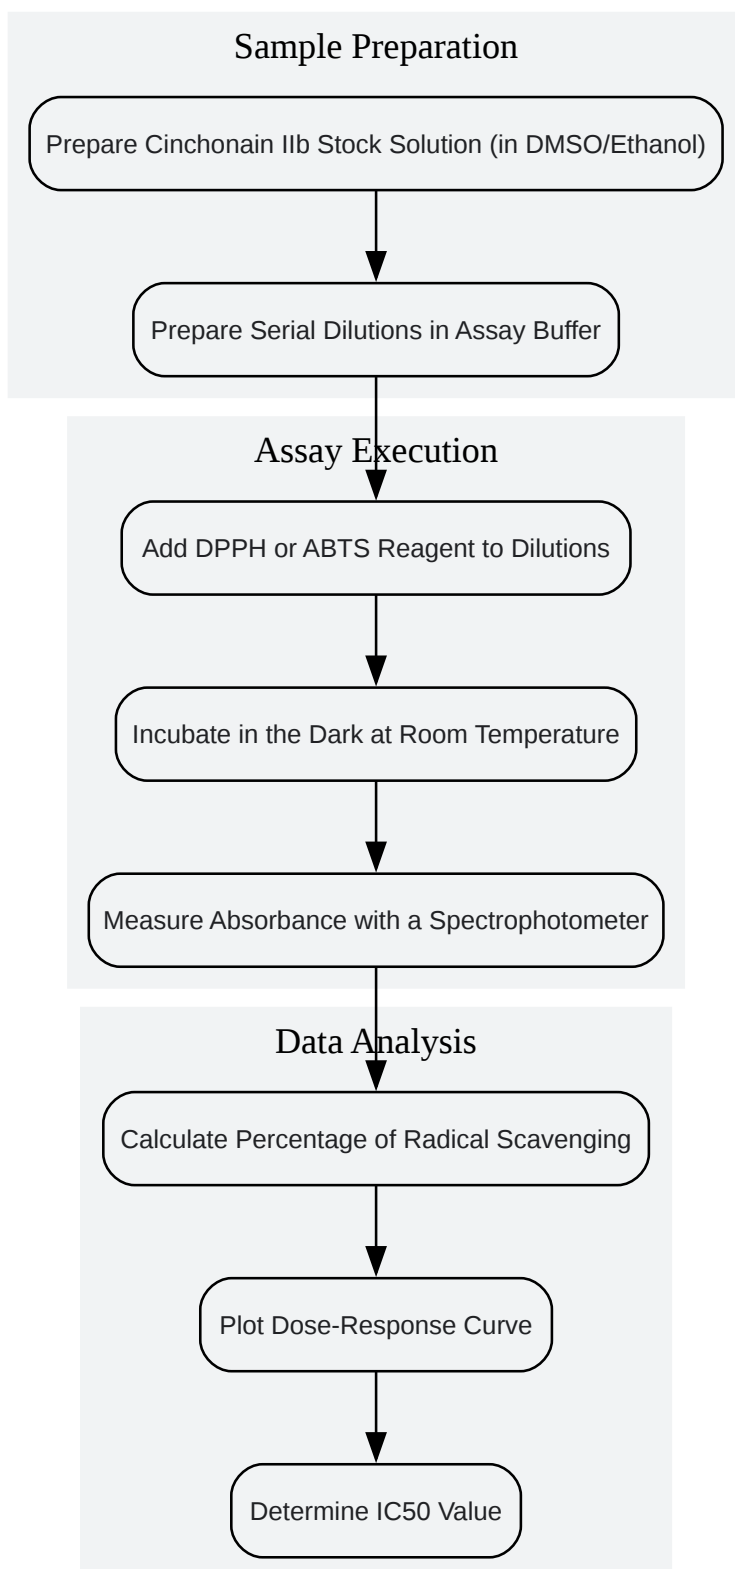 Sample Preparation
Prepare Cinchonain IIb Stock Solution (in DMSO/Ethanol)
Prepare Serial Dilutions in Assay Buffer
Assay Execution
Add DPPH or ABTS Reagent to Dilutions
Incubate in the Dark at Room Temperature
Measure Absorbance with a Spectrophotometer
Data Analysis
Calculate Percentage of Radical Scavenging
Plot Dose-Response Curve
Determine IC50 Value